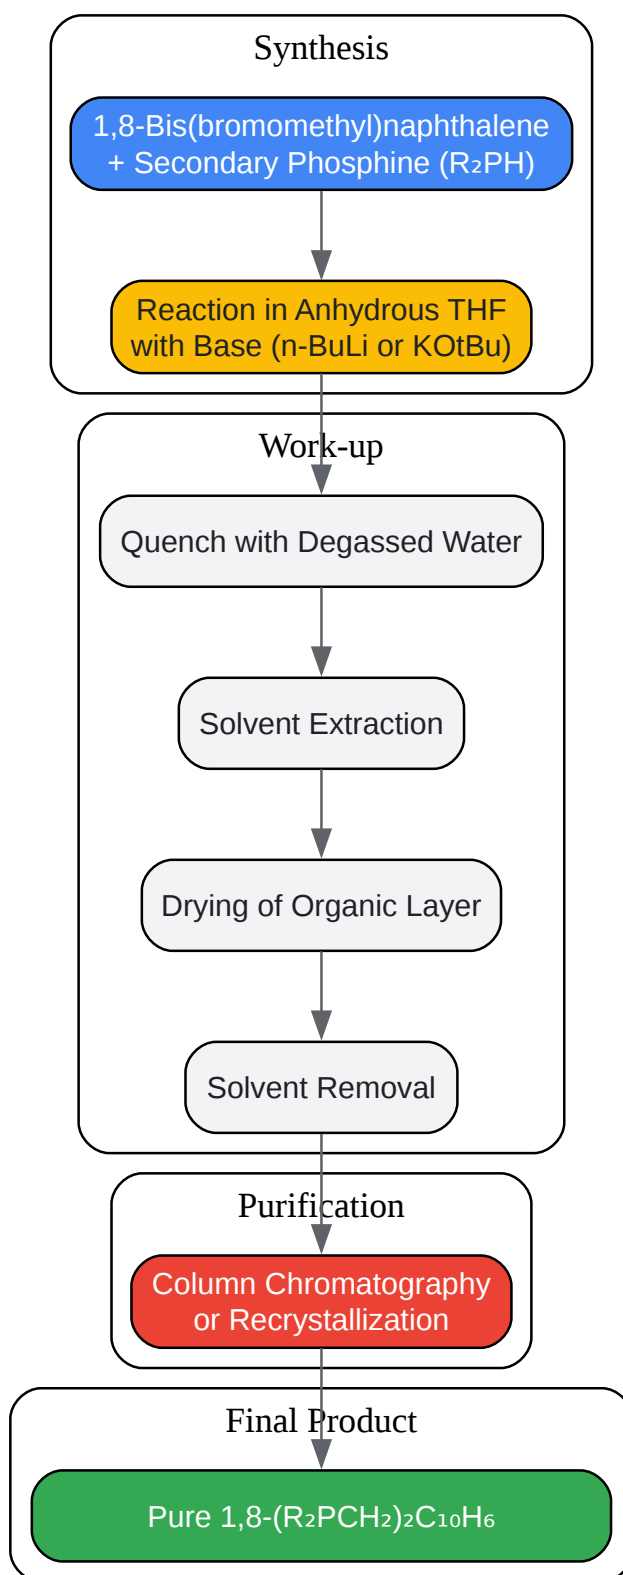 Synthesis
1,8-Bis(bromomethyl)naphthalene
+ Secondary Phosphine (R₂PH)
Reaction in Anhydrous THF
with Base (n-BuLi or KOtBu)
Work-up
Quench with Degassed Water
Solvent Extraction
Drying of Organic Layer
Solvent Removal
Purification
Column Chromatography
or Recrystallization
Final Product
Pure 1,8-(R₂PCH₂)₂C₁₀H₆